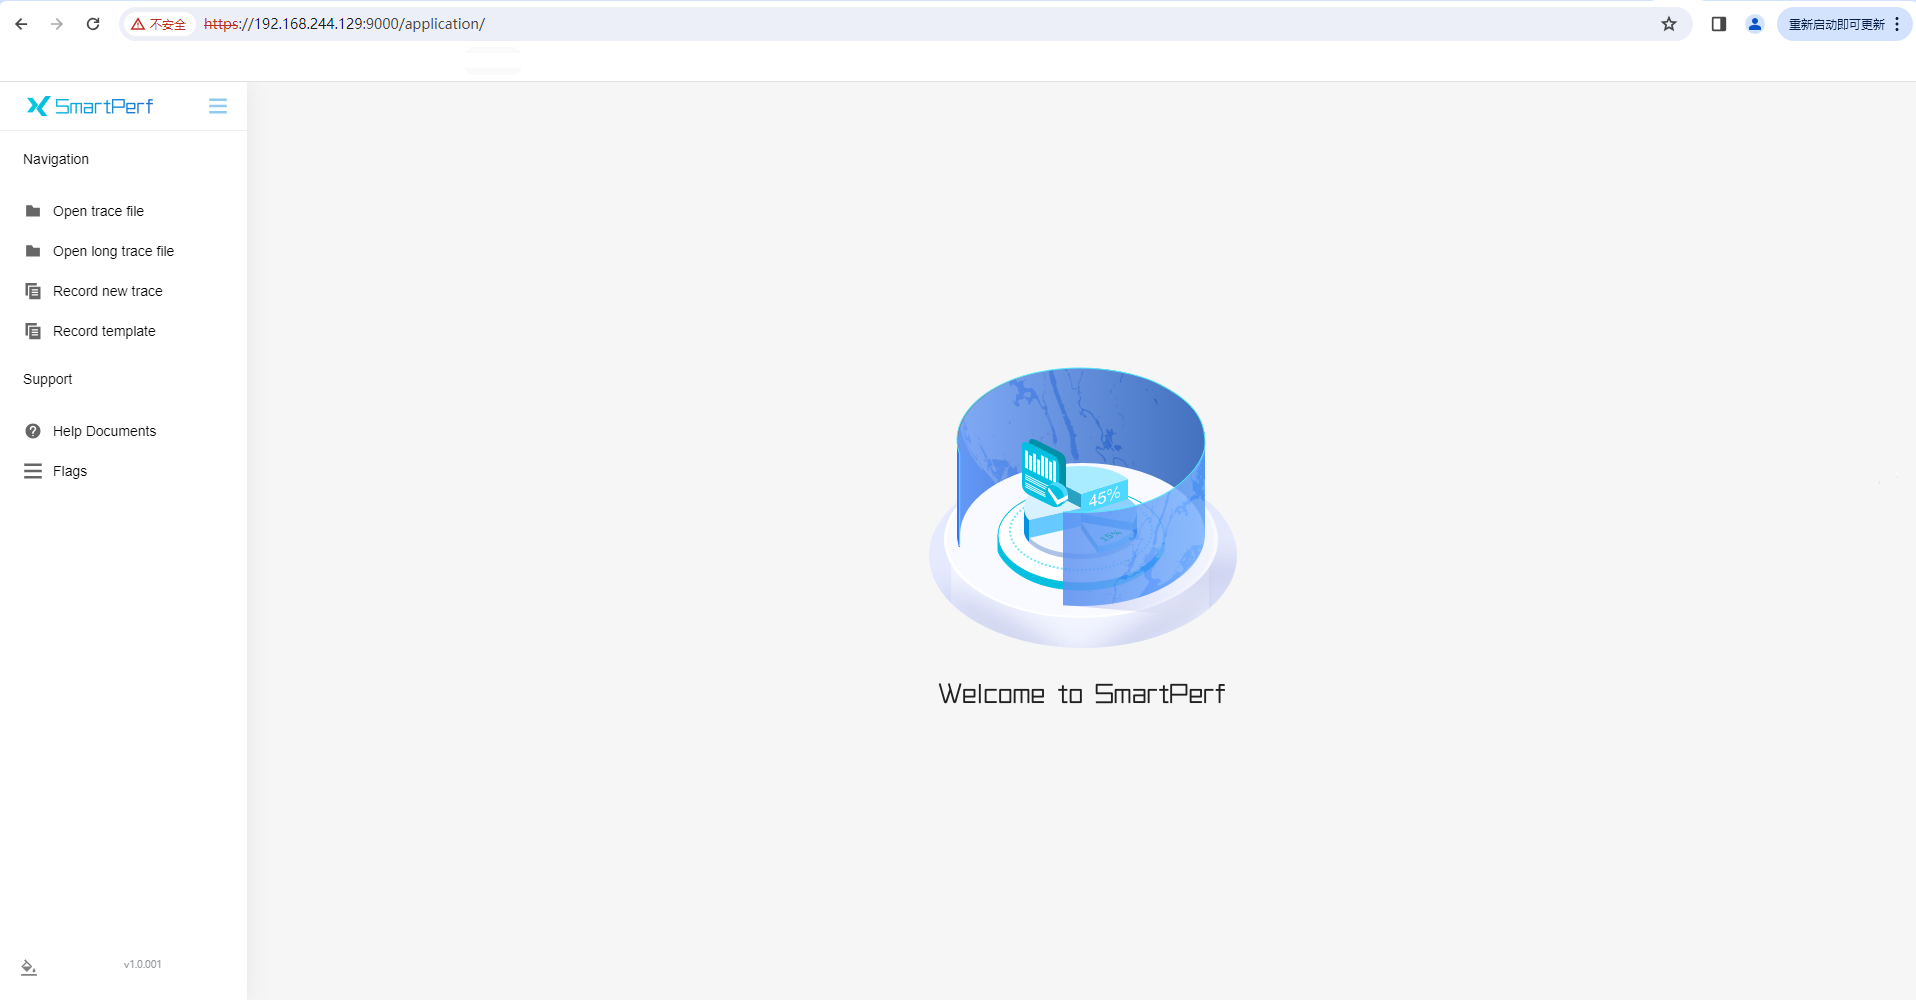 不安全 https://192.168.244.129:9000/application/ 重新启动即可更新
SmartPerf
Navigation
Open trace file
Open long trace file
Record new trace
Record template
Support
Help Documents
Flags
45%
Welcome to SmartPerf
v1.0.001